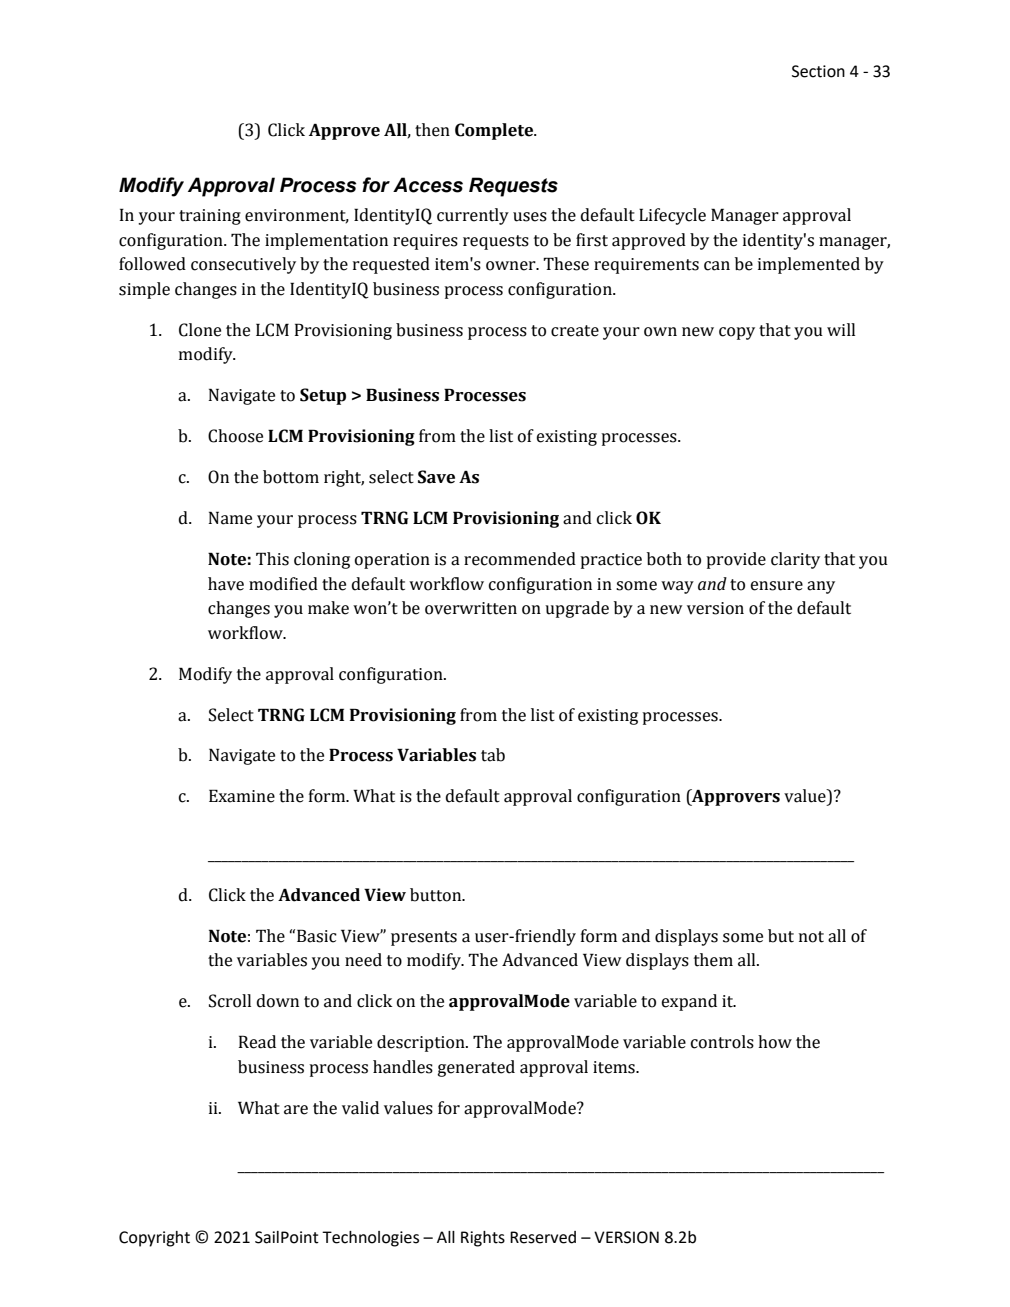 Section 4 - 33
(3) Click Approve All, then Complete.
Modify Approval Process for Access Requests
In your training environment, IdentityIQ currently uses the default Lifecycle Manager approval
configuration. The implementation requires requests to be first approved by the identity's manager,
followed consecutively by the requested item's owner. These requirements can be implemented by
simple changes in the IdentityIQ business process configuration.
1. Clone the LCM Provisioning business process to create your own new copy that you will
modify.
a. Navigate to Setup > Business Processes
b. Choose LCM Provisioning from the list of existing processes.
c. On the bottom right, select Save As
d. Name your process TRNG LCM Provisioning and click OK
Note: This cloning operation is a recommended practice both to provide clarity that you
have modified the default workflow configuration in some way and to ensure any
changes you make won’t be overwritten on upgrade by a new version of the default
workflow.
2. Modify the approval configuration.
a. Select TRNG LCM Provisioning from the list of existing processes.
b. Navigate to the Process Variables tab
c. Examine the form. What is the default approval configuration (Approvers value)?
d. Click the Advanced View button.
Note: The “Basic View” presents a user-friendly form and displays some but not all of
the variables you need to modify. The Advanced View displays them all.
e. Scroll down to and click on the approvalMode variable to expand it.
i. Read the variable description. The approvalMode variable controls how the
business process handles generated approval items.
ii. What are the valid values for approvalMode?
Copyright © 2021 SailPoint Technologies – All Rights Reserved – VERSION 8.2b